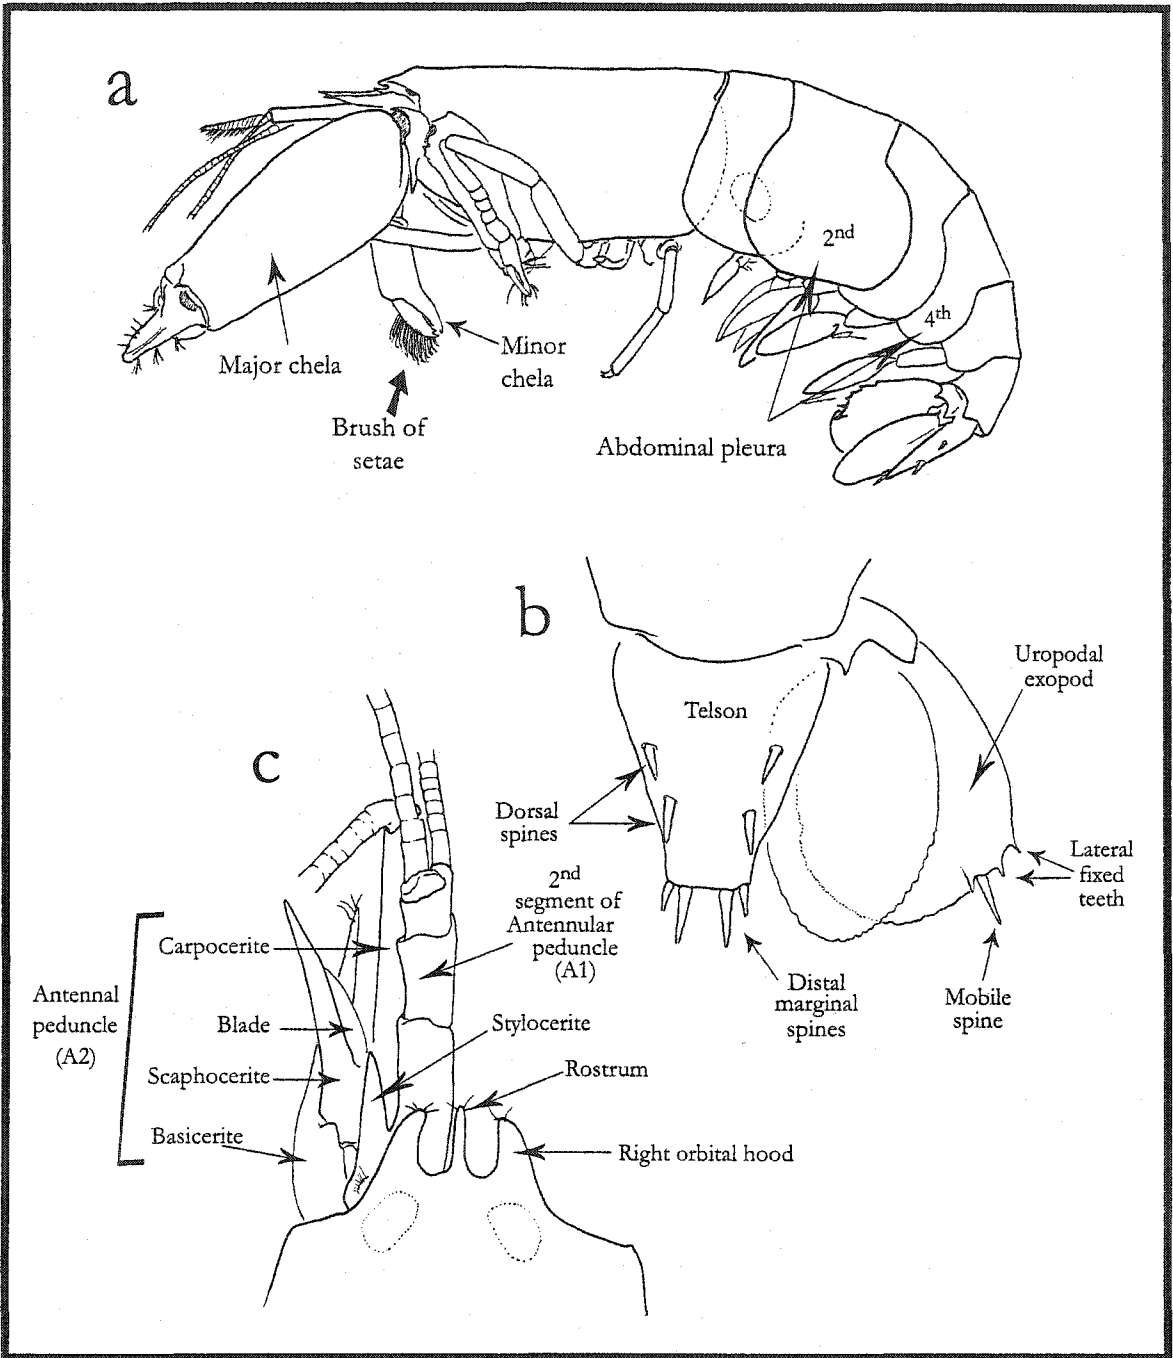 a
2nd
4th
Major chela
Minor
chela
Brush of
setae
Abdominal pleura
b
Uropodal
exopod
Telson
Dorsal
spines
Lateral
fixed
teeth
Distal
marginal
spines
Mobile
spine
c
2nd
segment of
Antennular
peduncle
(A1)
Carpocerite
Antennal
peduncle
(A2)
Blade
Stylocerite
Scaphocerite
Rostrum
Basicerite
Right orbital hood